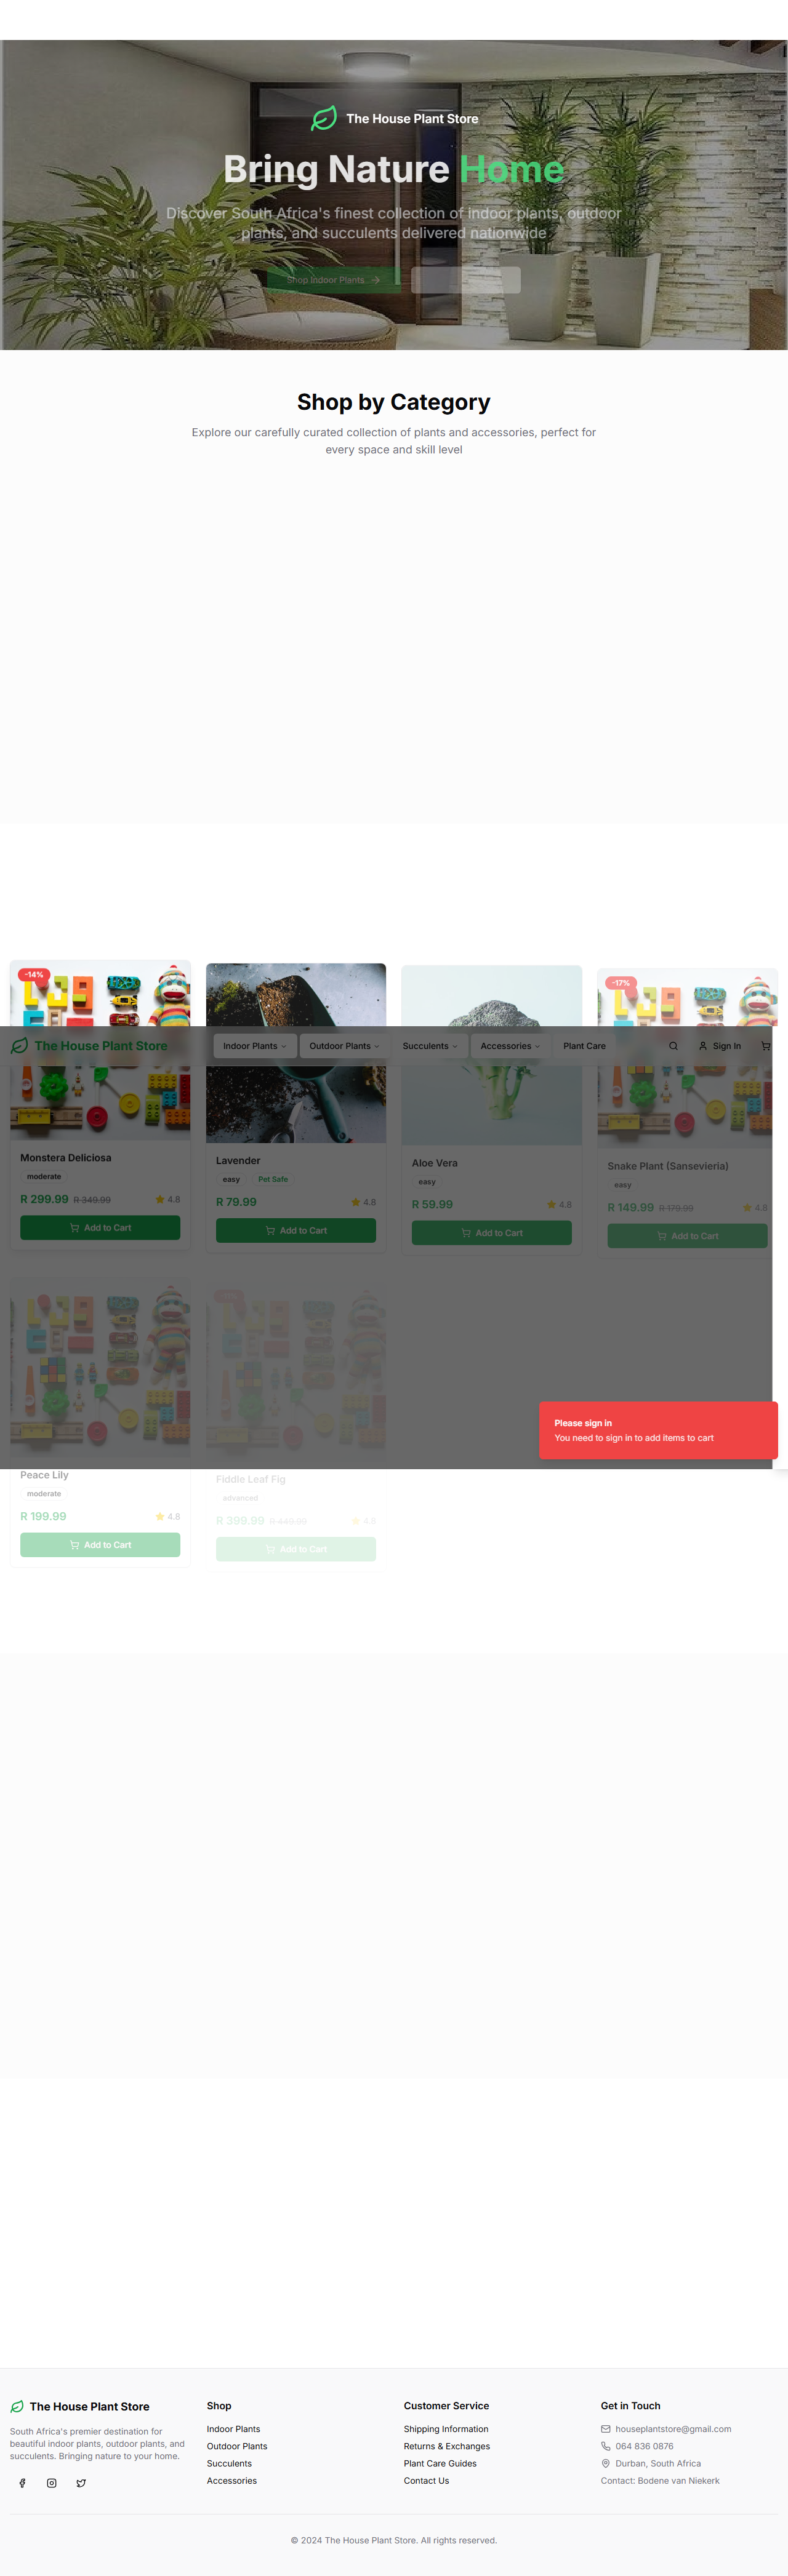 The House Plant Store
Bring Nature Home
Discover South Africa's finest collection of indoor plants, outdoor
plants, and succulents delivered nationwide
Shop Indoor Plants
Shop by Category
Explore our carefully curated collection of plants and accessories, perfect for
every space and skill level
-14%
-17%
The House Plant Store
Indoor Plants
Outdoor Plants
Succulents
Accessories
Plant Care
Sign In
Monstera Deliciosa
moderate
R 299.99 R 349.99
4.8
Add to Cart
Lavender
easy
Pet Safe
R 79.99
4.8
Add to Cart
Aloe Vera
easy
R 59.99
4.8
Add to Cart
Snake Plant (Sansevieria)
easy
R 149.99 R 179.99
4.8
Add to Cart
Please sign in
You need to sign in to add items to cart
Peace Lily
moderate
R 199.99
4.8
Add to Cart
Fiddle Leaf Fig
advanced
R 399.99 R 449.99
4.8
Add to Cart
The House Plant Store
South Africa's premier destination for
beautiful indoor plants, outdoor plants, and
succulents. Bringing nature to your home.
Shop
Indoor Plants
Outdoor Plants
Succulents
Accessories
Customer Service
Shipping Information
Returns & Exchanges
Plant Care Guides
Contact Us
Get in Touch
houseplantstore@gmail.com
064 836 0876
Durban, South Africa
Contact: Bodene van Niekerk
© 2024 The House Plant Store. All rights reserved.